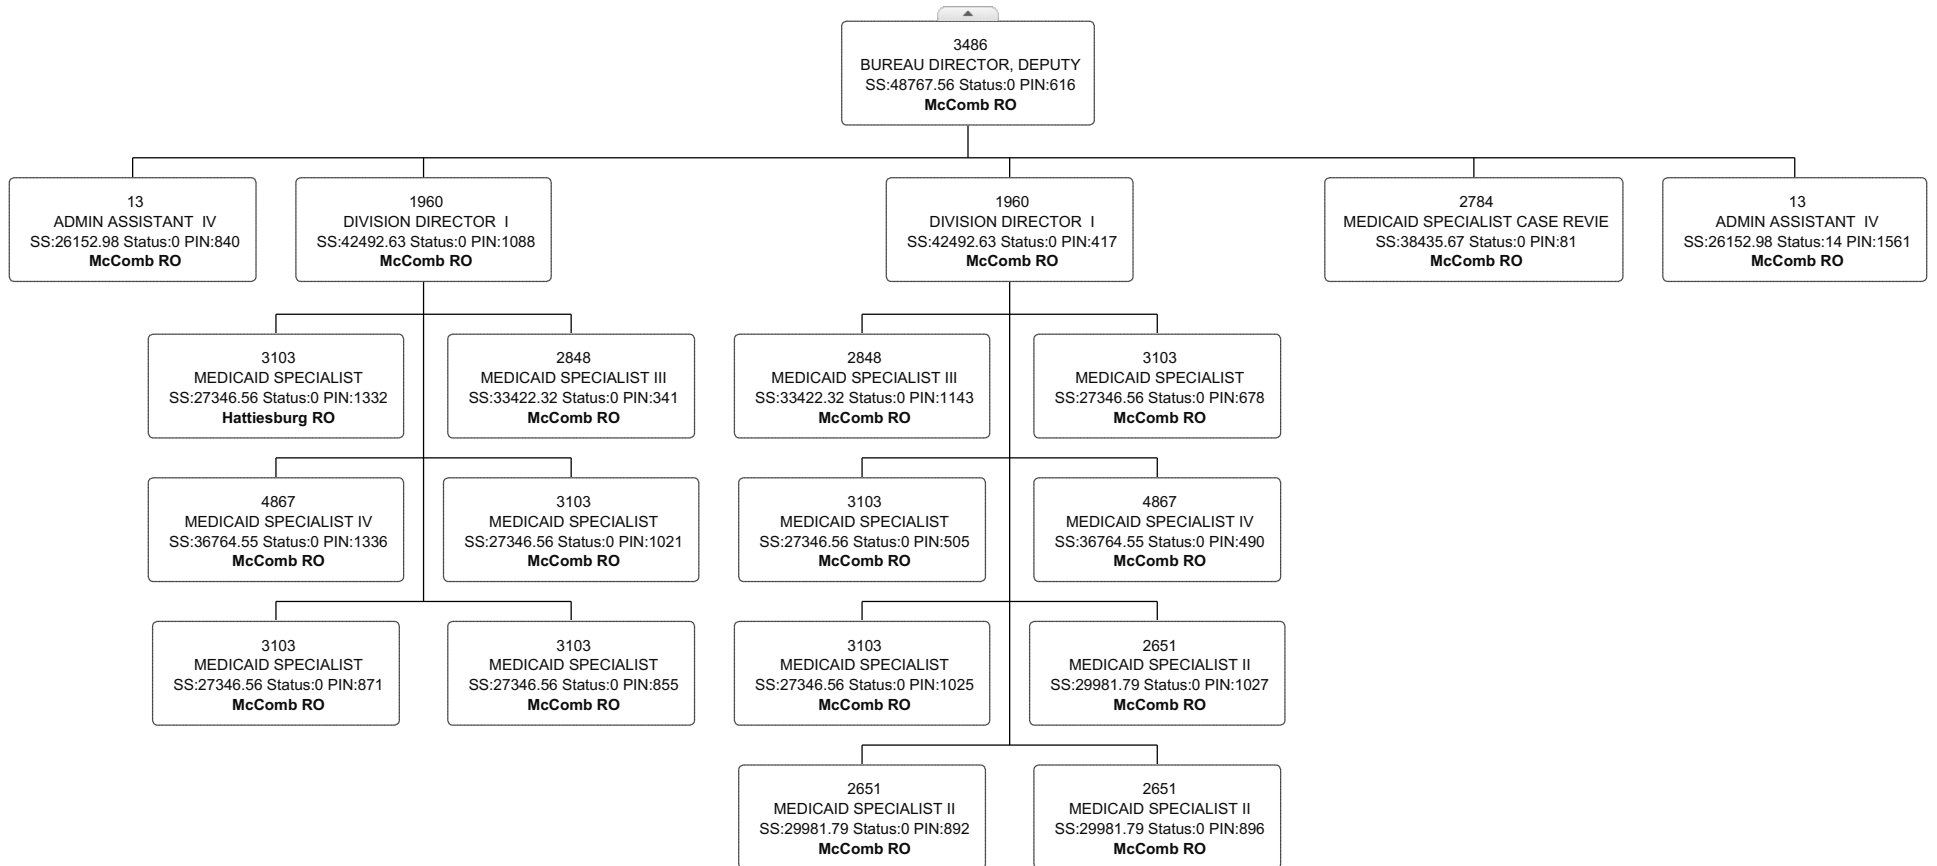 3486
BUREAU DIRECTOR, DEPUTY
SS:48767.56 Status:0 PIN:616
McComb RO
13
ADMIN ASSISTANT  IV
SS:26152.98 Status:0 PIN:840
McComb RO
1960
DIVISION DIRECTOR  I
SS:42492.63 Status:0 PIN:1088
McComb RO
1960
DIVISION DIRECTOR  I
SS:42492.63 Status:0 PIN:417
McComb RO
2784
MEDICAID SPECIALIST CASE REVIE
SS:38435.67 Status:0 PIN:81
McComb RO
13
ADMIN ASSISTANT  IV
SS:26152.98 Status:14 PIN:1561
McComb RO
3103
MEDICAID SPECIALIST
SS:27346.56 Status:0 PIN:1332
Hattiesburg RO
2848
MEDICAID SPECIALIST III
SS:33422.32 Status:0 PIN:341
McComb RO
2848
MEDICAID SPECIALIST III
SS:33422.32 Status:0 PIN:1143
McComb RO
3103
MEDICAID SPECIALIST
SS:27346.56 Status:0 PIN:678
McComb RO
4867
MEDICAID SPECIALIST IV
SS:36764.55 Status:0 PIN:1336
McComb RO
3103
MEDICAID SPECIALIST
SS:27346.56 Status:0 PIN:1021
McComb RO
3103
MEDICAID SPECIALIST
SS:27346.56 Status:0 PIN:505
McComb RO
4867
MEDICAID SPECIALIST IV
SS:36764.55 Status:0 PIN:490
McComb RO
3103
MEDICAID SPECIALIST
SS:27346.56 Status:0 PIN:871
McComb RO
3103
MEDICAID SPECIALIST
SS:27346.56 Status:0 PIN:855
McComb RO
3103
MEDICAID SPECIALIST
SS:27346.56 Status:0 PIN:1025
McComb RO
2651
MEDICAID SPECIALIST II
SS:29981.79 Status:0 PIN:1027
McComb RO
2651
MEDICAID SPECIALIST II
SS:29981.79 Status:0 PIN:892
McComb RO
2651
MEDICAID SPECIALIST II
SS:29981.79 Status:0 PIN:896
McComb RO